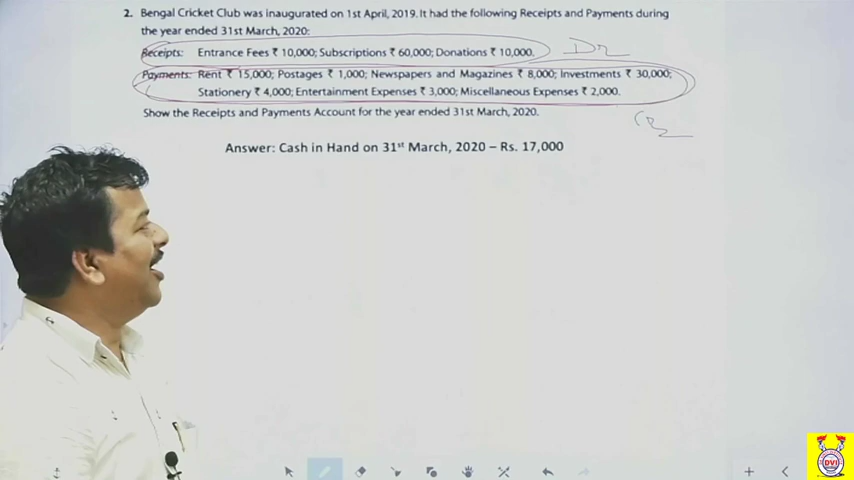 2. Bengal Cricket Club was inaugurated on 1st April, 2019. It had the following Receipts and Payments during
the year ended 31st March, 2020:
Receipts: Entrance Fees ₹ 10,000; Subscriptions ₹ 60,000; Donations ₹ 10,000. Dr
Payments: Rent ₹ 15,000; Postages ₹ 1,000; Newspapers and Magazines ₹ 8,000; Investments ₹ 30,000;
Stationery ₹ 4,000; Entertainment Expenses ₹ 3,000; Miscellaneous Expenses ₹ 2,000.
Show the Receipts and Payments Account for the year ended 31st March, 2020.
Cr
Answer: Cash in Hand on 31st March, 2020 – Rs. 17,000
DVI